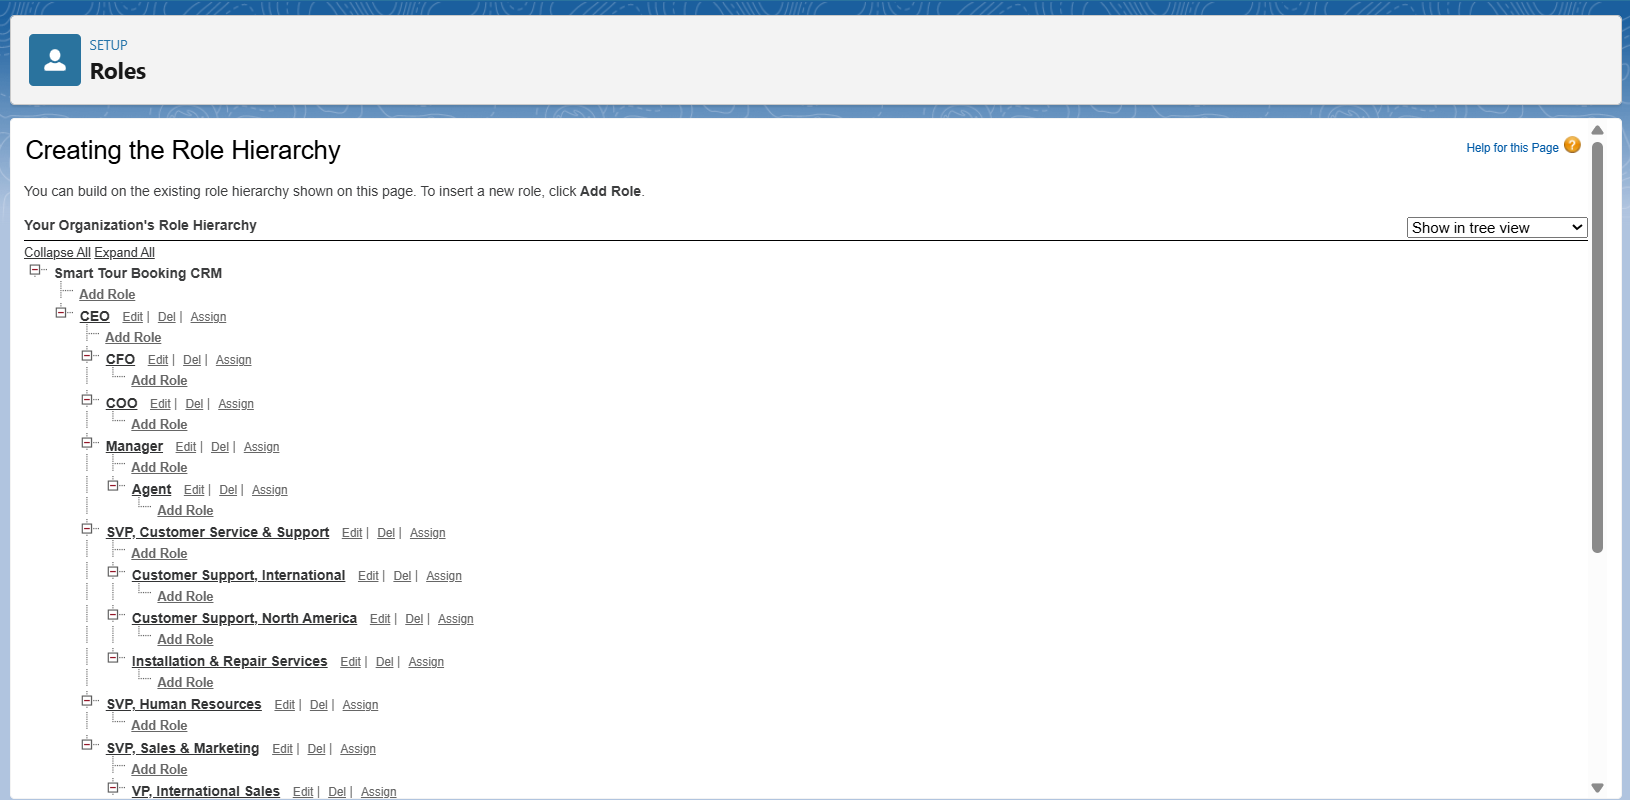 SETUP
Roles
Creating the Role Hierarchy
Help for this Page ?
You can build on the existing role hierarchy shown on this page. To insert a new role, click Add Role.
Your Organization's Role Hierarchy
Show in tree view
Collapse All Expand All
Smart Tour Booking CRM
Add Role
CEO Edit | Del | Assign
Add Role
CFO Edit | Del | Assign
Add Role
COO Edit | Del | Assign
Add Role
Manager Edit | Del | Assign
Add Role
Agent Edit | Del | Assign
Add Role
SVP, Customer Service & Support Edit | Del | Assign
Add Role
Customer Support, International Edit | Del | Assign
Add Role
Customer Support, North America Edit | Del | Assign
Add Role
Installation & Repair Services Edit | Del | Assign
Add Role
SVP, Human Resources Edit | Del | Assign
Add Role
SVP, Sales & Marketing Edit | Del | Assign
Add Role
VP, International Sales Edit | Del | Assign